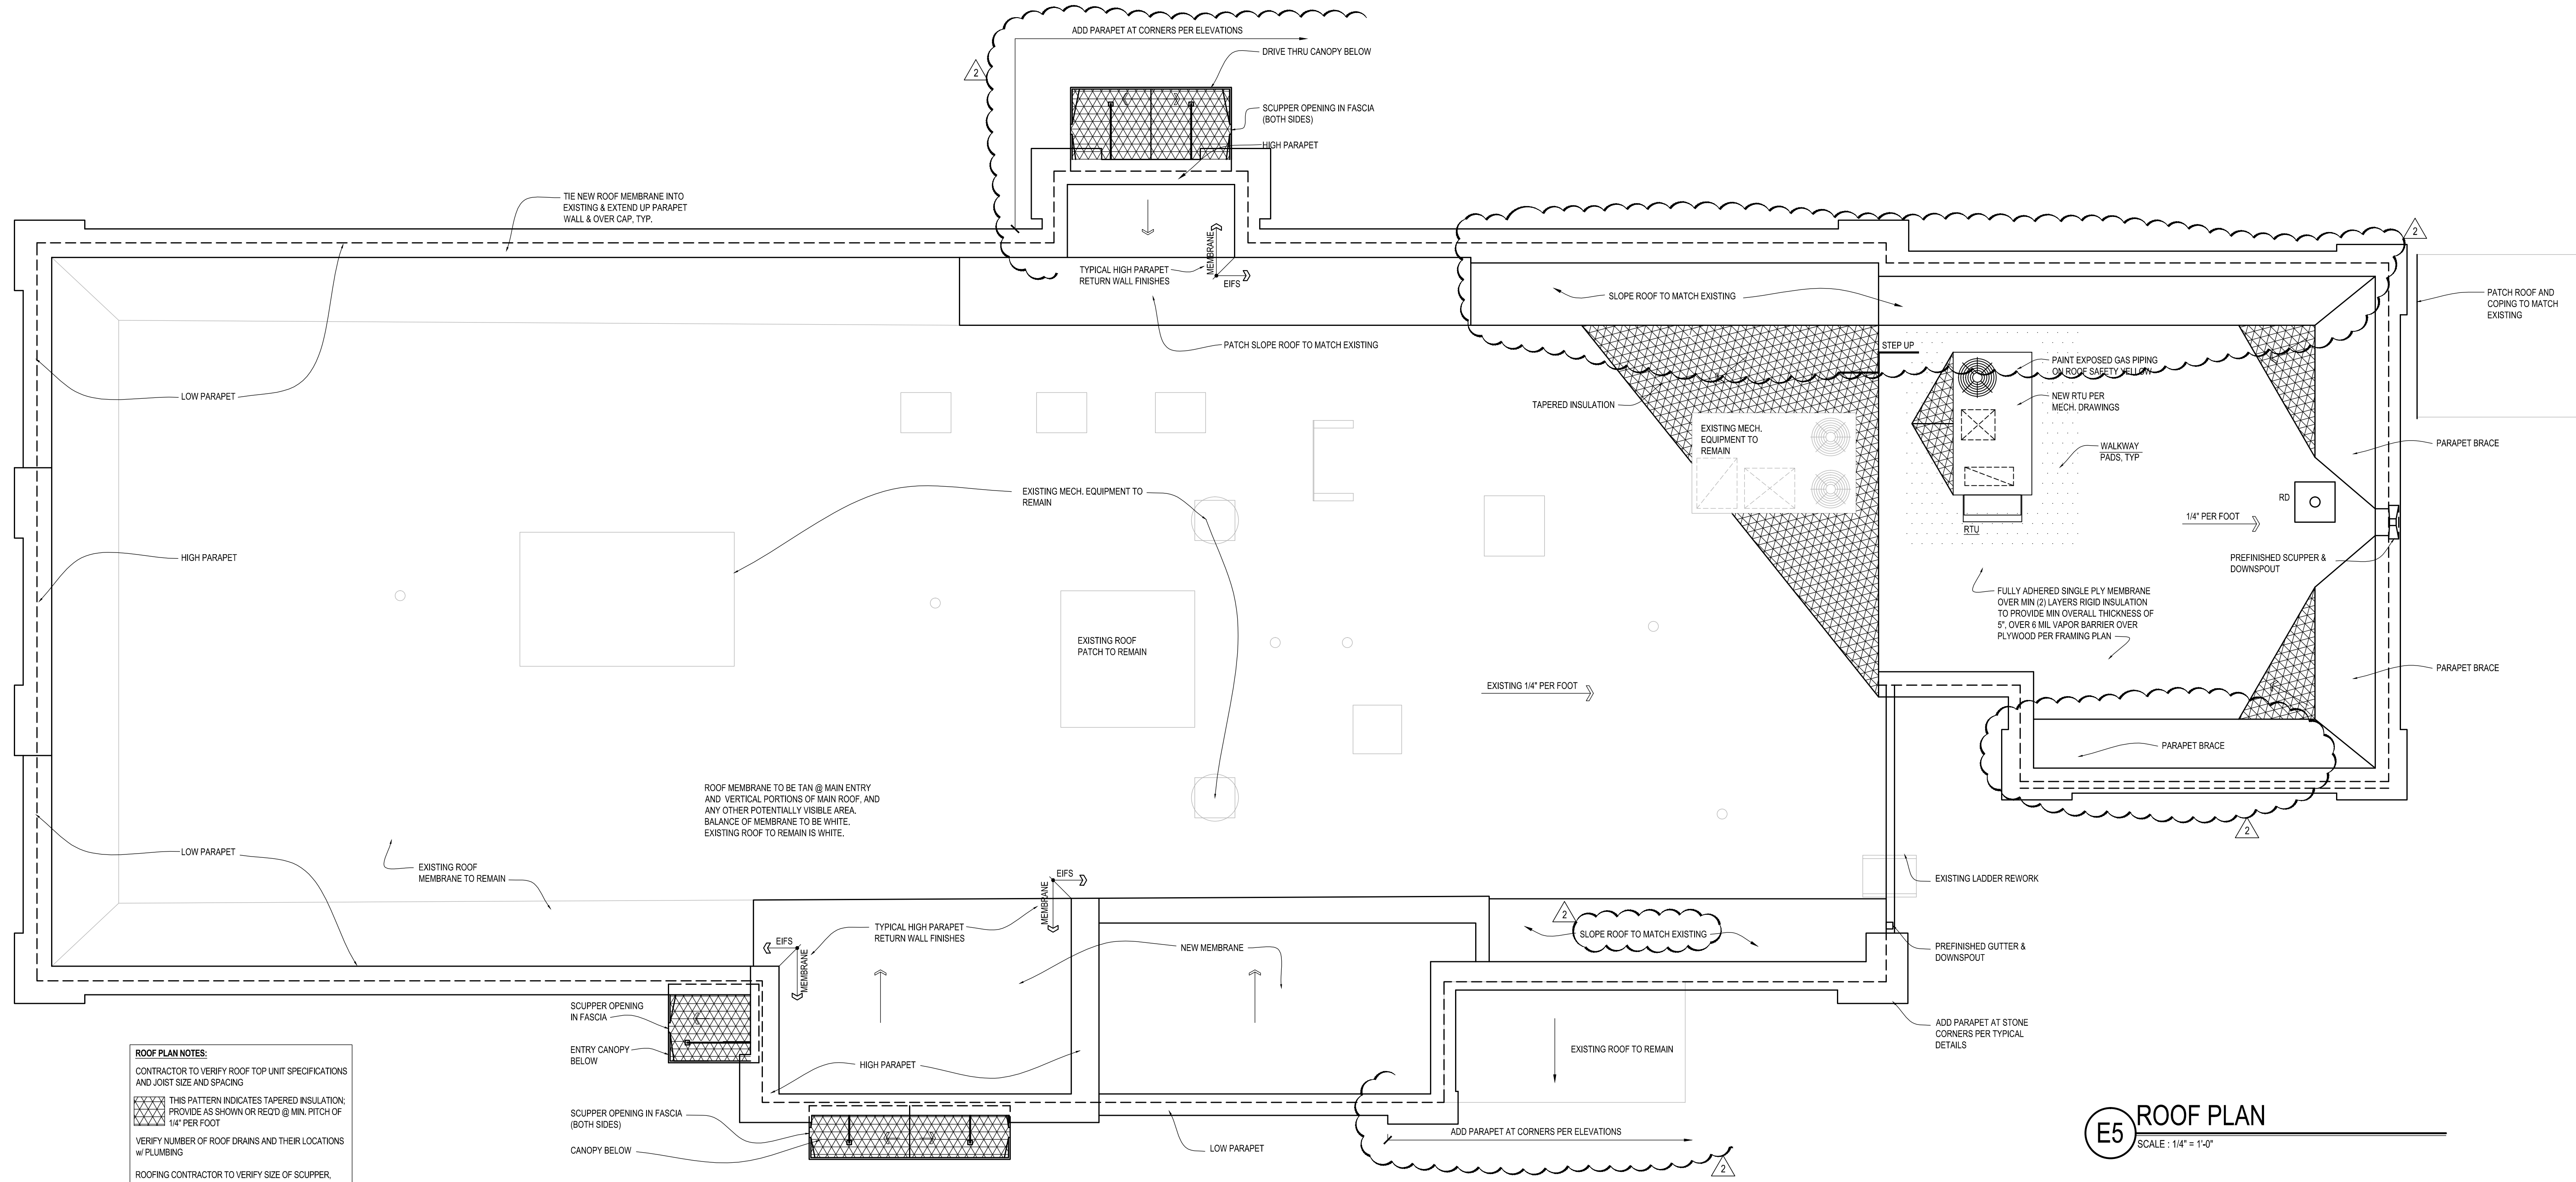 ADD PARAPET AT CORNERS PER ELEVATIONS
DRIVE THRU CANOPY BELOW
2
SCUPPER OPENING IN FASCIA
(BOTH SIDES)
HIGH PARAPET
TIE NEW ROOF MEMBRANE INTO
EXISTING & EXTEND UP PARAPET
WALL & OVER CAP, TYP.
2
MEMBRANE
EIFS
TYPICAL HIGH PARAPET
RETURN WALL FINISHES
SLOPE ROOF TO MATCH EXISTING
PATCH ROOF AND
COPING TO MATCH
EXISTING
PATCH SLOPE ROOF TO MATCH EXISTING
STEP UP
PAINT EXPOSED GAS PIPING
ON ROOF SAFETY YELLOW
LOW PARAPET
TAPERED INSULATION
NEW RTU PER
MECH. DRAWINGS
EXISTING MECH.
EQUIPMENT TO
REMAIN
WALKWAY
PADS, TYP
PARAPET BRACE
EXISTING MECH. EQUIPMENT TO
REMAIN
RD
1/4" PER FOOT
RTU
HIGH PARAPET
PREFINISHED SCUPPER &
DOWNSPOUT
FULLY ADHERED SINGLE PLY MEMBRANE
OVER MIN (2) LAYERS RIGID INSULATION
TO PROVIDE MIN OVERALL THICKNESS OF
5", OVER 6 MIL VAPOR BARRIER OVER
PLYWOOD PER FRAMING PLAN
EXISTING ROOF
PATCH TO REMAIN
PARAPET BRACE
EXISTING 1/4" PER FOOT
PARAPET BRACE
2
ROOF MEMBRANE TO BE TAN @ MAIN ENTRY
AND VERTICAL PORTIONS OF MAIN ROOF, AND
ANY OTHER POTENTIALLY VISIBLE AREA.
BALANCE OF MEMBRANE TO BE WHITE.
EXISTING ROOF TO REMAIN IS WHITE.
LOW PARAPET
EXISTING ROOF
MEMBRANE TO REMAIN
EIFS
MEMBRANE
EXISTING LADDER REWORK
2
TYPICAL HIGH PARAPET
RETURN WALL FINISHES
SLOPE ROOF TO MATCH EXISTING
EIFS
MEMBRANE
NEW MEMBRANE
PREFINISHED GUTTER &
DOWNSPOUT
SCUPPER OPENING
IN FASCIA
ADD PARAPET AT STONE
CORNERS PER TYPICAL
DETAILS
ENTRY CANOPY
BELOW
EXISTING ROOF TO REMAIN
HIGH PARAPET
ROOF PLAN NOTES:
CONTRACTOR TO VERIFY ROOF TOP UNIT SPECIFICATIONS
AND JOIST SIZE AND SPACING
THIS PATTERN INDICATES TAPERED INSULATION;
PROVIDE AS SHOWN OR REQ'D @ MIN. PITCH OF
1/4" PER FOOT
VERIFY NUMBER OF ROOF DRAINS AND THEIR LOCATIONS
w/ PLUMBING
ROOFING CONTRACTOR TO VERIFY SIZE OF SCUPPER,
SCUPPER OPENING IN FASCIA
(BOTH SIDES)
CANOPY BELOW
LOW PARAPET
ADD PARAPET AT CORNERS PER ELEVATIONS
2
E5
ROOF PLAN
SCALE : 1/4" = 1'-0"